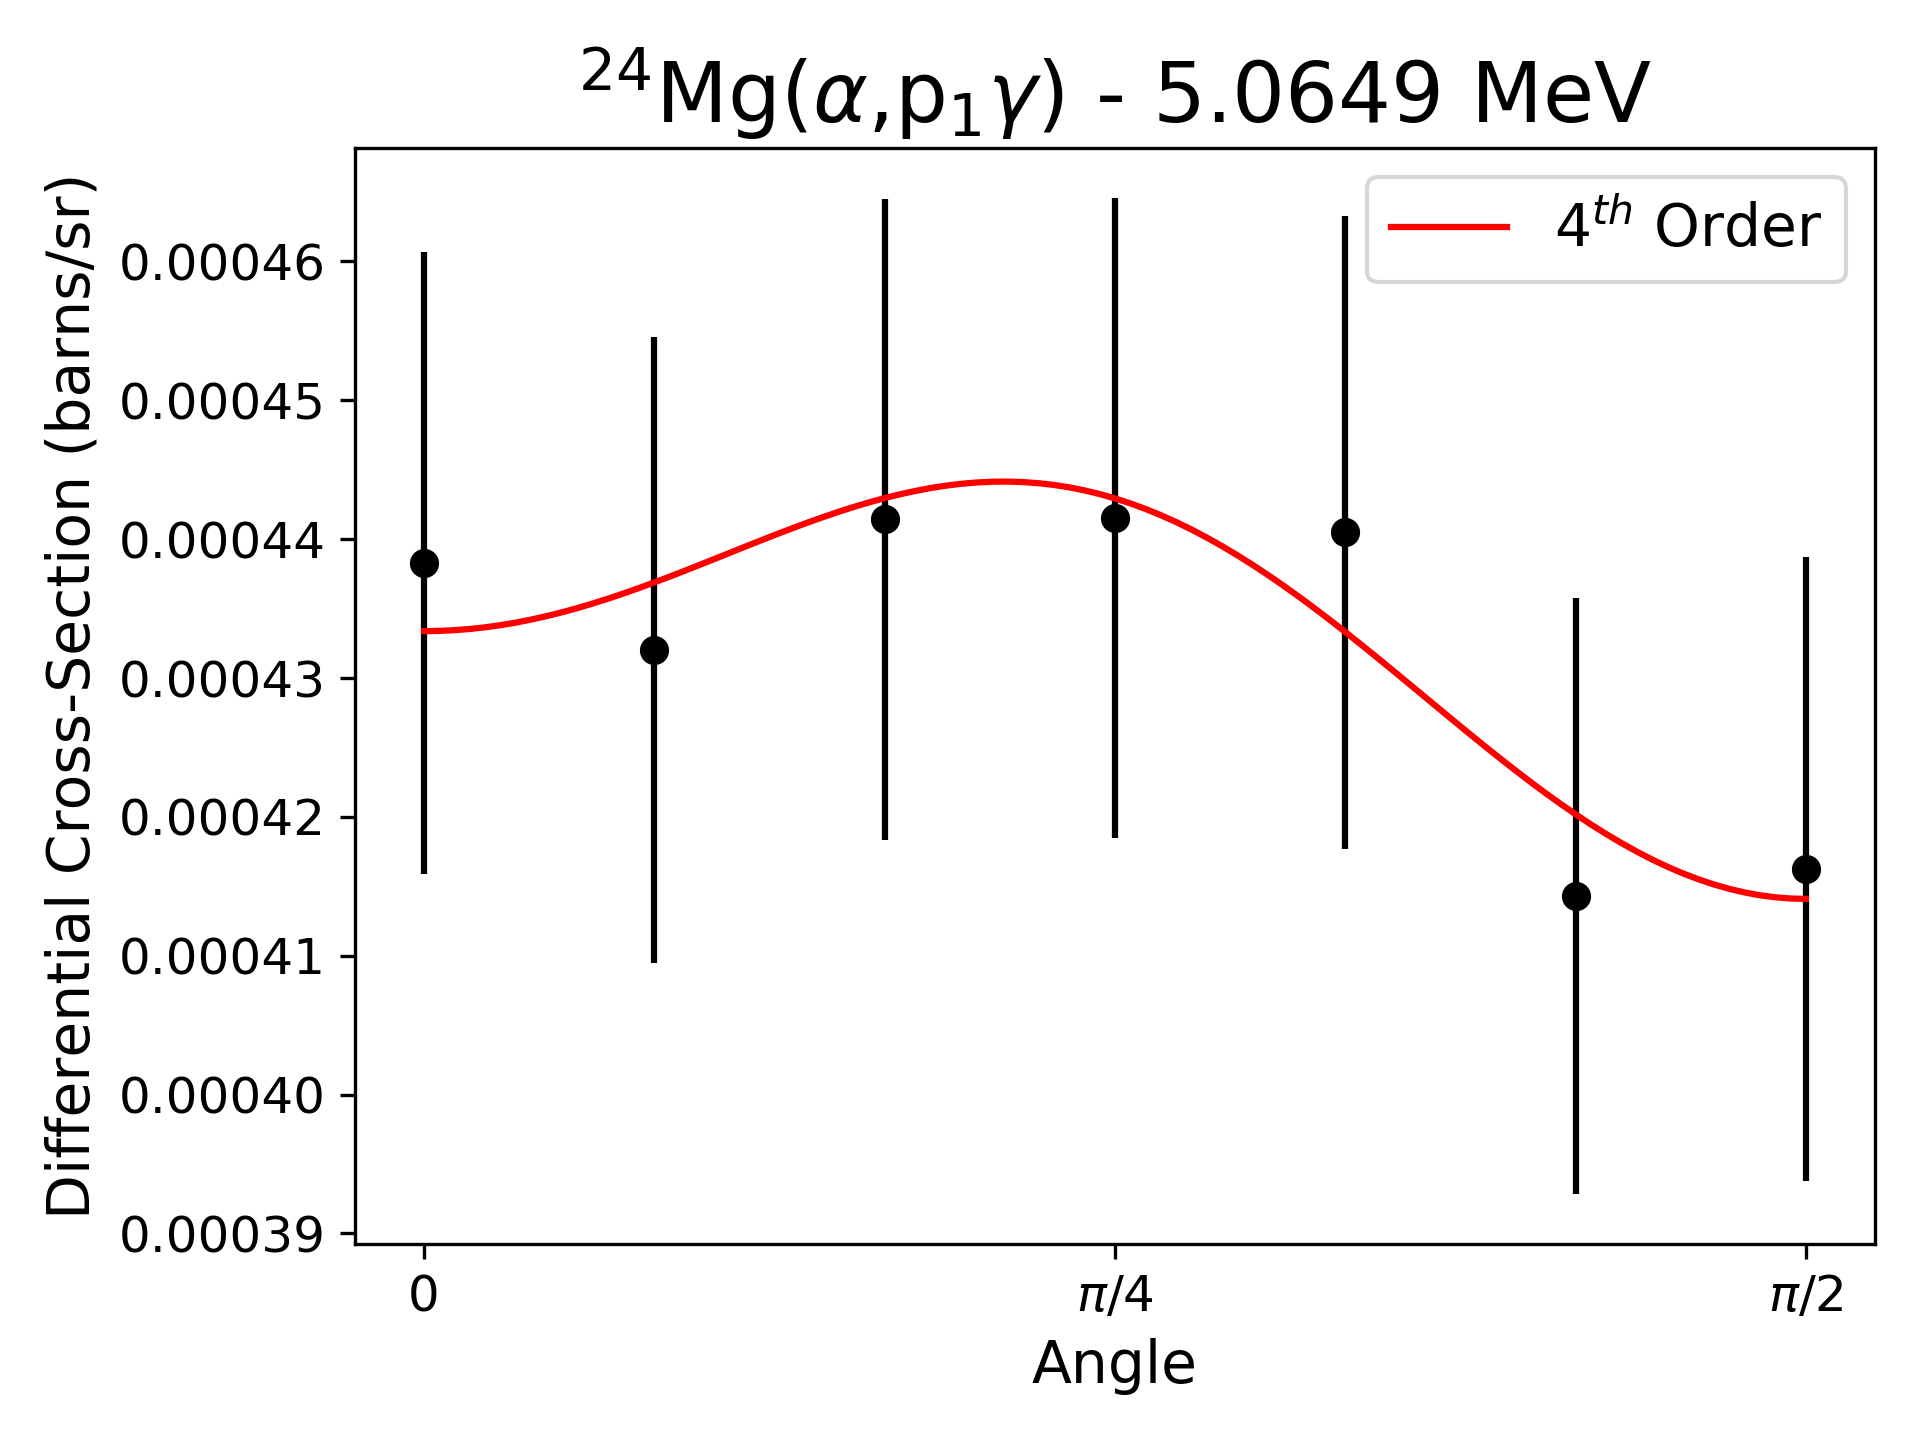 ²⁴Mg(α,p₁γ) - 5.0649 MeV
4ᵗʰ Order
Differential Cross-Section (barns/sr)
0.00046
0.00045
0.00044
0.00043
0.00042
0.00041
0.00040
0.00039
0 π/4 π/2
Angle